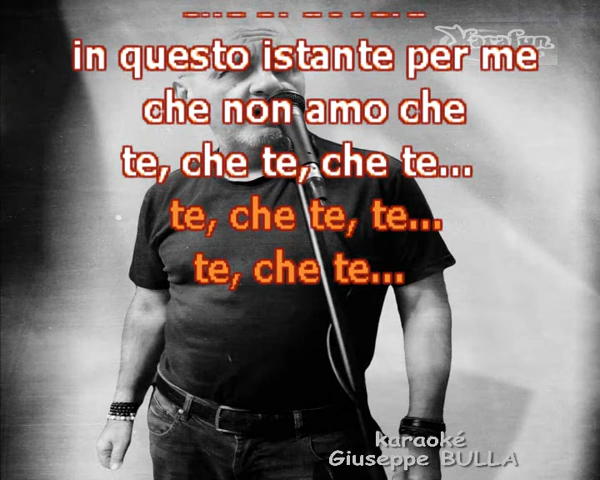 Karafun
in questo istante per me
che non amo che
te, che te, che te...
te, che te, te...
te, che te...
karaoké
Giuseppe BULLA